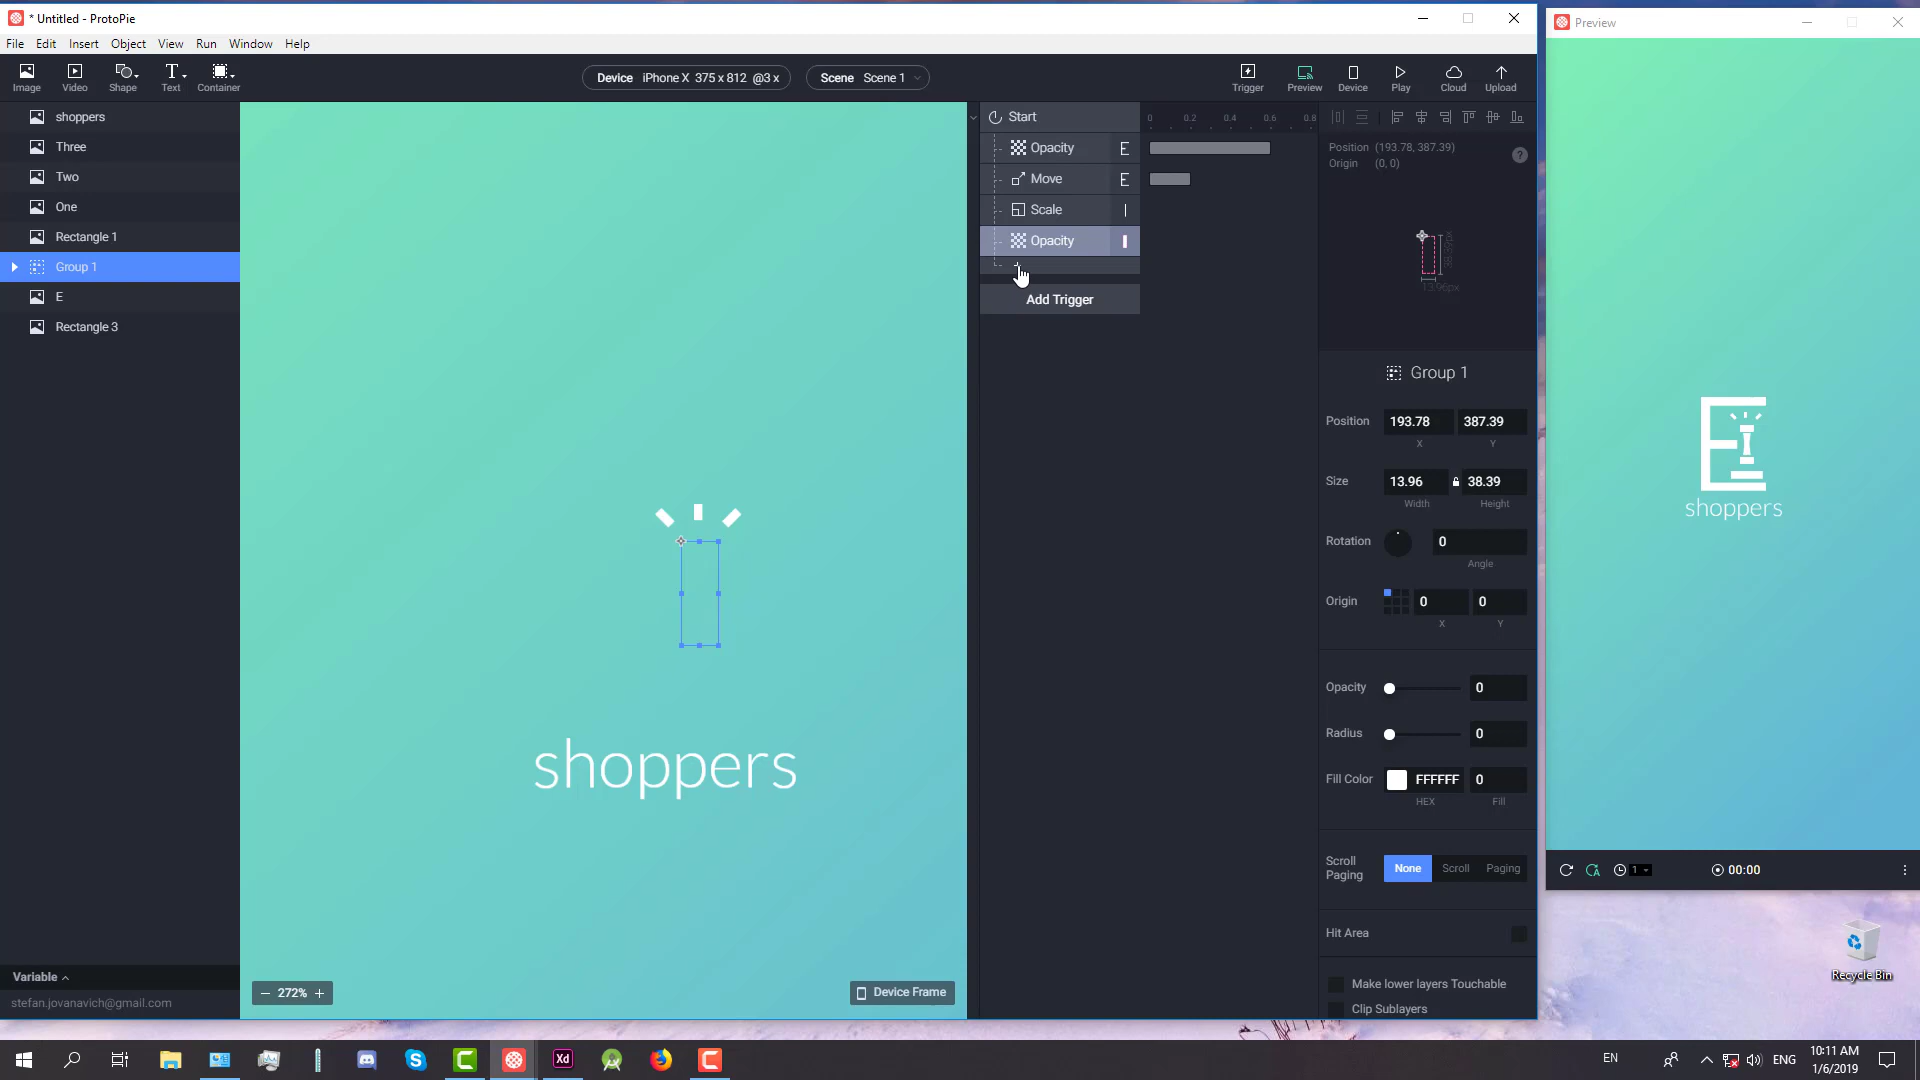 * Untitled - ProtoPie
File Edit Insert Object View Run Window Help
Image Video Shape Text Container
Device iPhone X 375 x 812 @3 x
Scene Scene 1
Trigger Preview Device Play Cloud Upload
shoppers
Three
Two
One
Rectangle 1
Group 1
E
Rectangle 3
Variable
stefan.jovanavich@gmail.com
shoppers
272%
Device Frame
Start
Opacity E
Move E
Scale
Opacity
Add Trigger
0 0.2 0.4 0.6 0.8
Position (193.78, 387.39)
Origin (0, 0)
?
38.39px
13.96px
Group 1
Position 193.78 387.39
X Y
Size 13.96 38.39
Width Height
Rotation 0
Angle
Origin 0 0
X Y
Opacity 0
Radius 0
Fill Color FFFFFF 0
HEX Fill
Scroll Paging None Scroll Paging
Hit Area
Make lower layers Touchable
Clip Sublayers
Preview
E
shoppers
1
00:00
Recycle Bin
Xd
EN
ENG
10:11 AM
1/6/2019